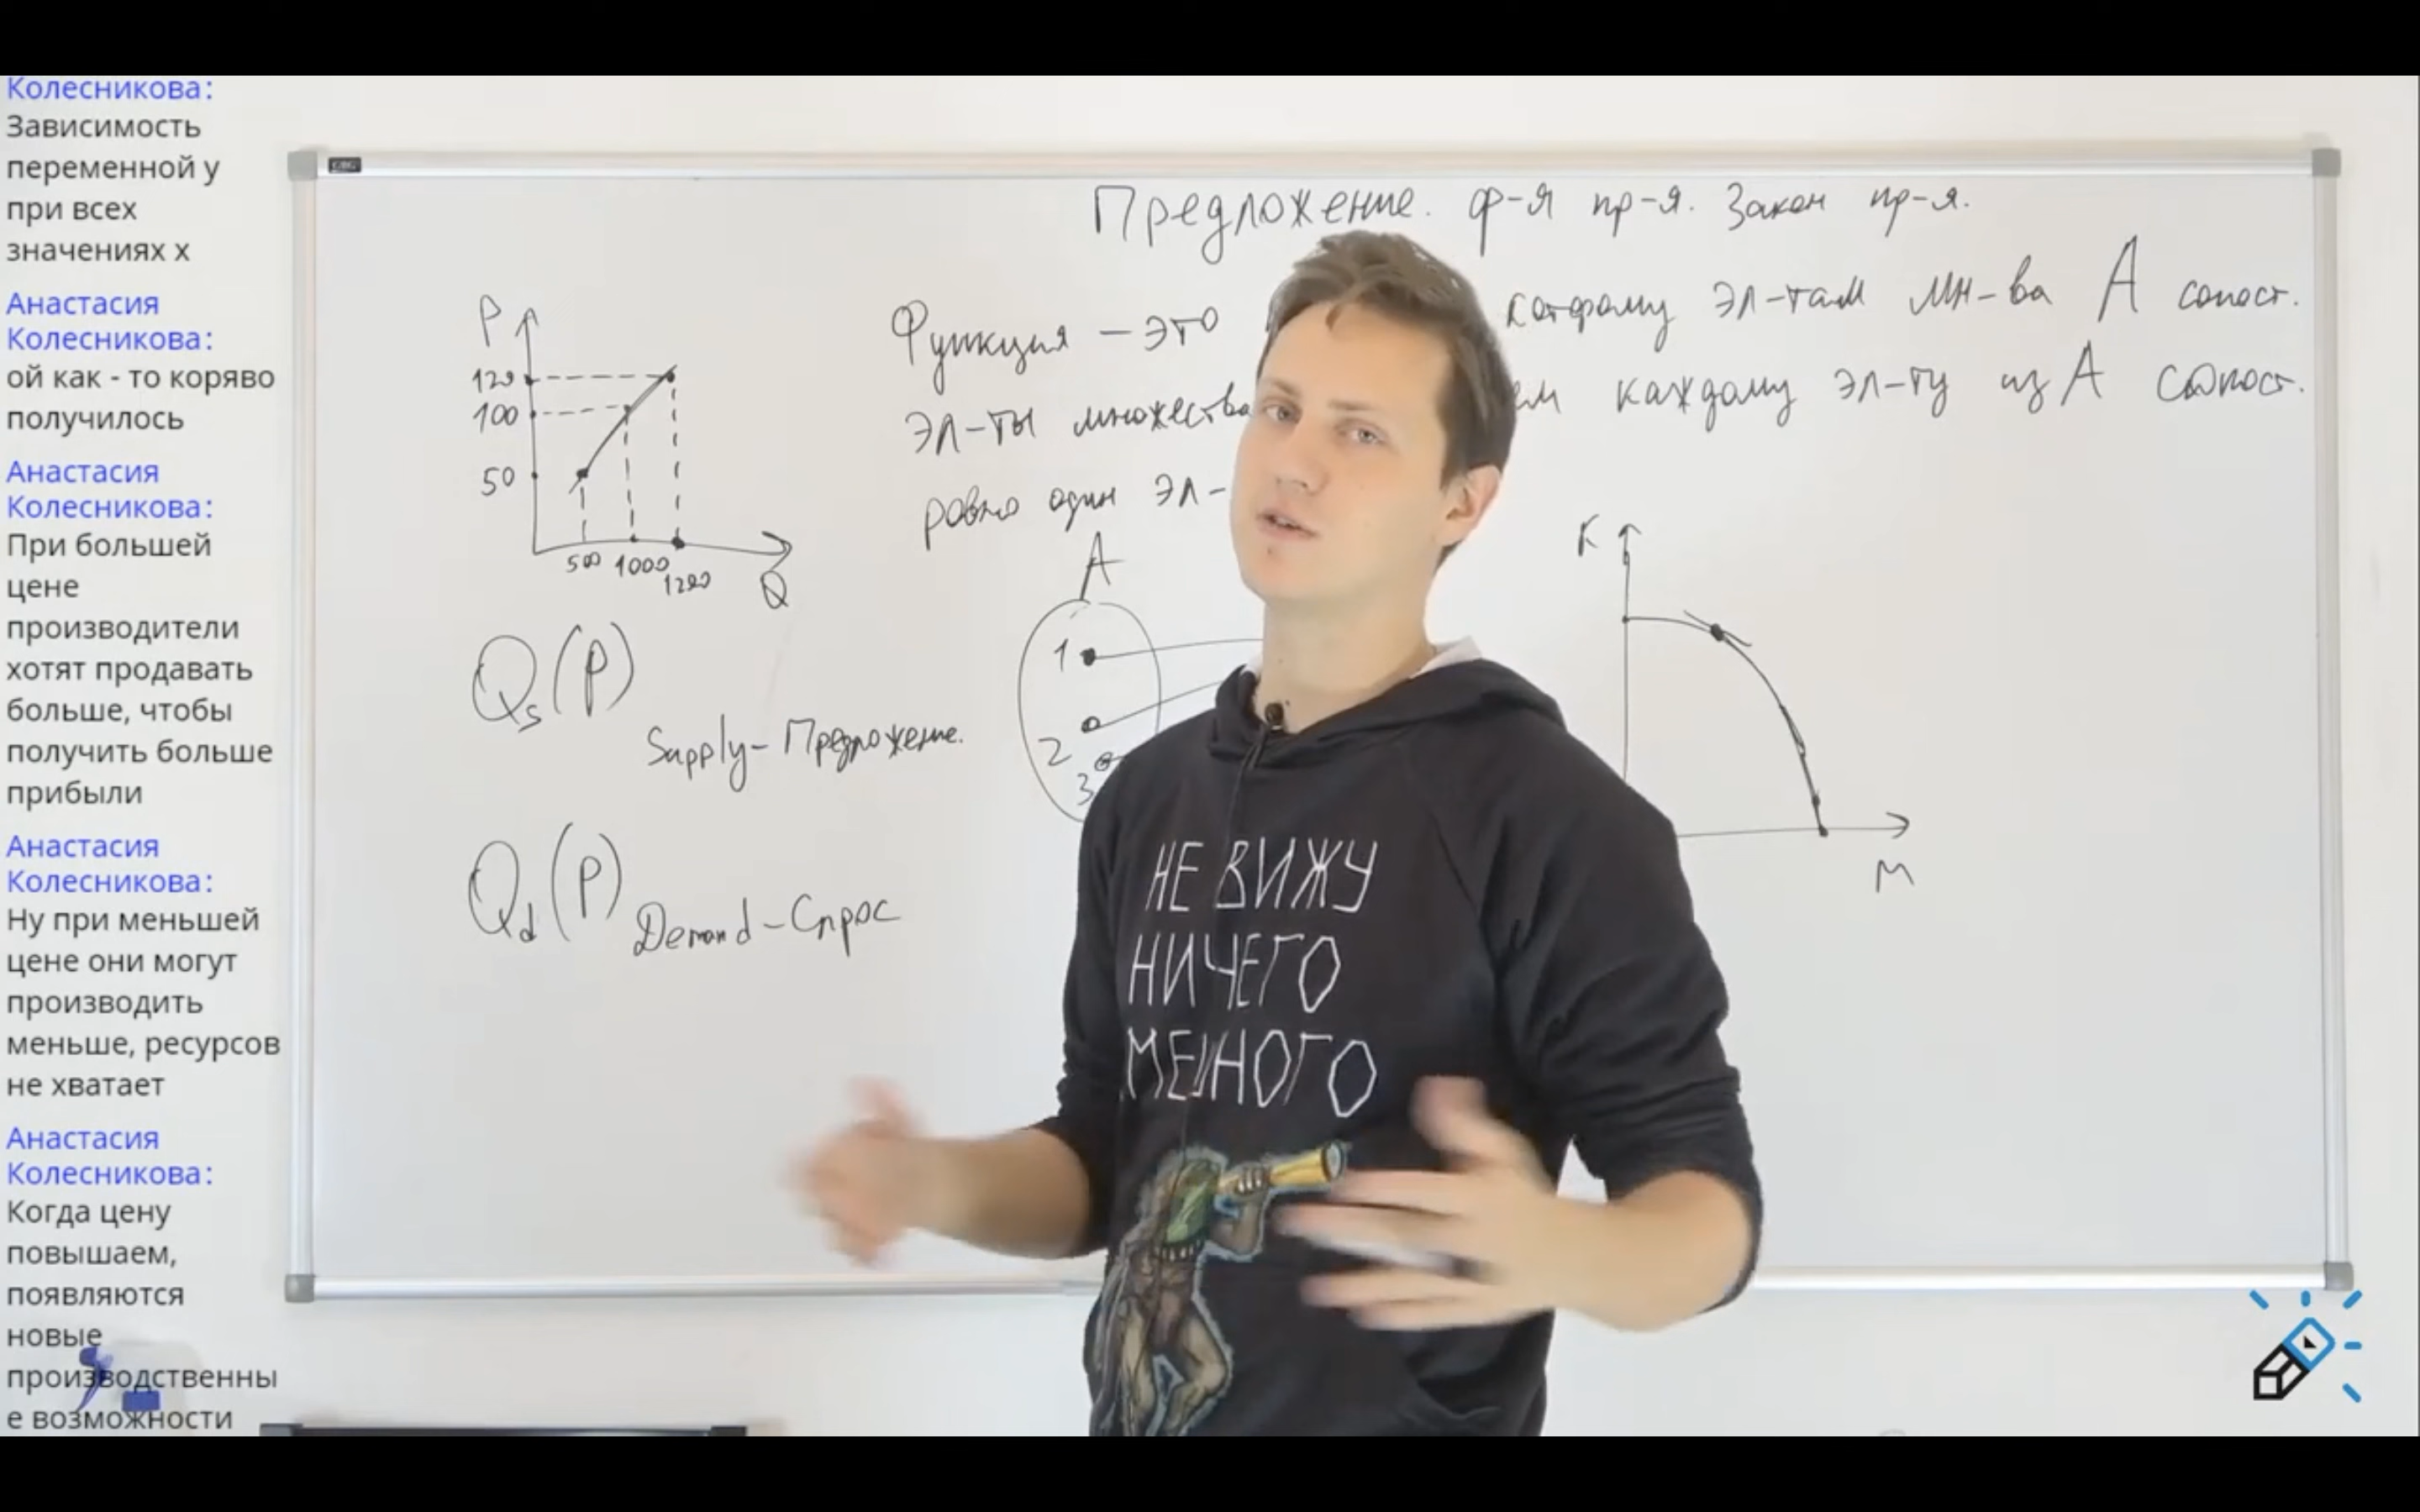 Колесникова:
Зависимость
переменной у
при всех
значениях х
Анастасия
Колесникова:
ой как - то коряво
получилось
Анастасия
Колесникова:
При большей
цене
производители
хотят продавать
больше, чтобы
получить больше
прибыли
Анастасия
Колесникова:
Ну при меньшей
цене они могут
производить
меньше, ресурсов
не хватает
Анастасия
Колесникова:
Когда цену
повышаем,
появляются
новые
производственны
е возможности
Предложение. Ф-я пр-я. Закон пр-я.
Функция – это которому эл-там мн-ва А сопост.
эл-ты множества каждому эл-ту из А сопост.
ровно один эл-
P
120
100
50
500 1000
1200
Q
Qs(P)
Supply – Предложение.
Qd(P)
Demand – Спрос
A
1
2
3
K
M
НЕ ВИЖУ
НИЧЕГО
СМЕШНОГО